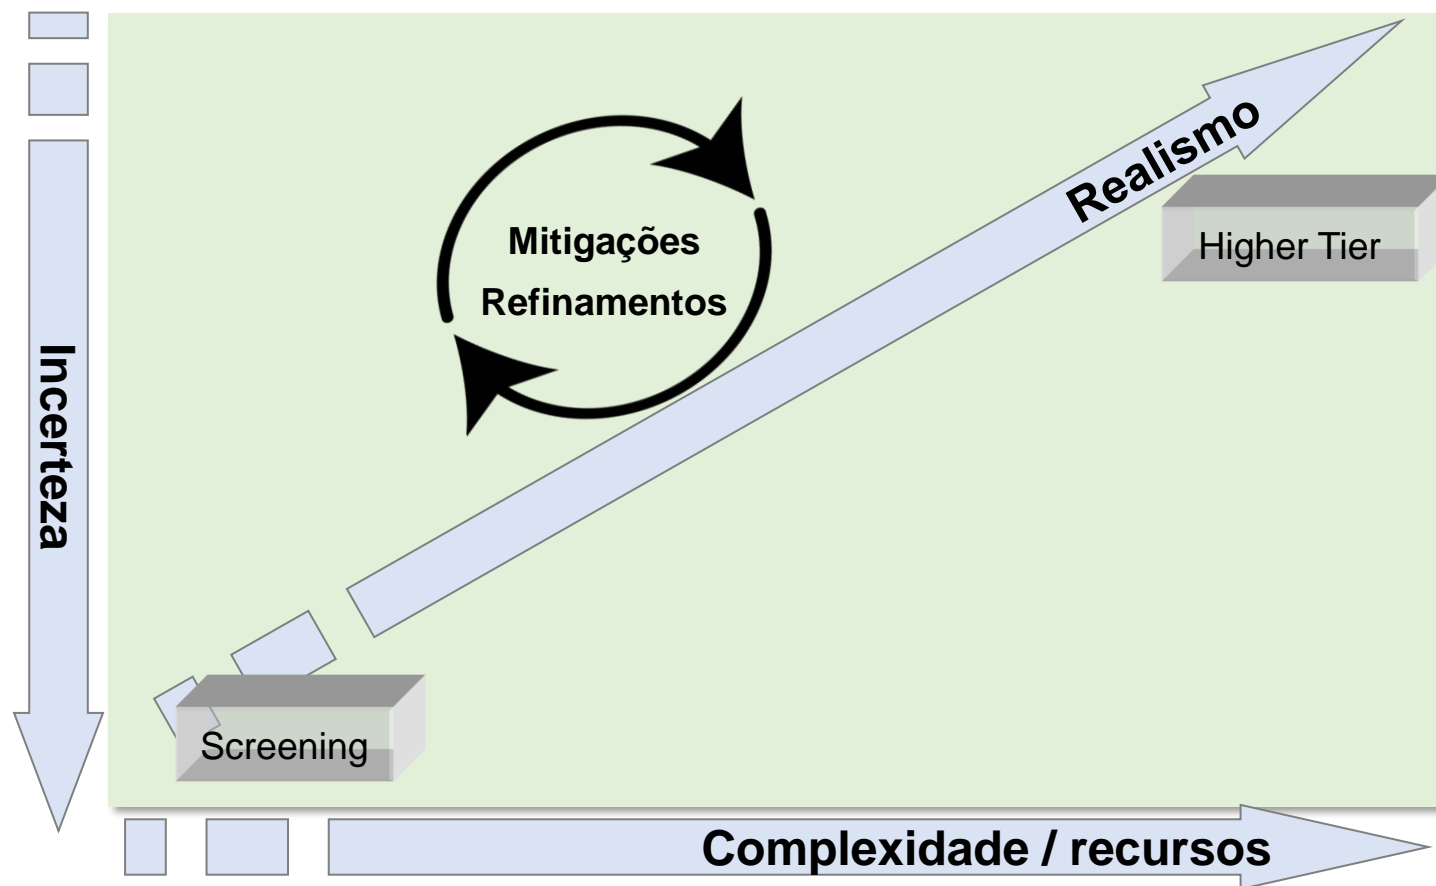 Realismo
Mitigações
Refinamentos
Higher Tier
Incerteza
Screening
Complexidade / recursos